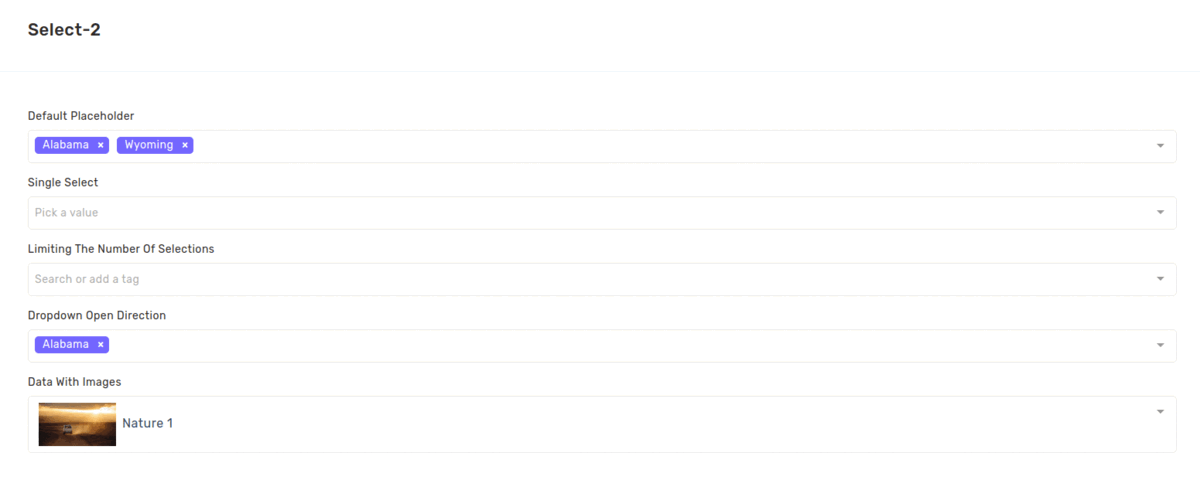 Select-2
Default Placeholder
Alabama × Wyoming ×
Single Select
Pick a value
Limiting The Number Of Selections
Search or add a tag
Dropdown Open Direction
Alabama ×
Data With Images
Nature 1